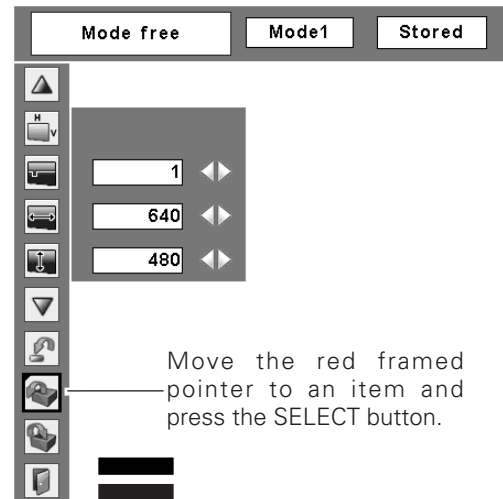 Mode free
Mode1
Stored
H
V
1
640
480
Move the red framed
pointer to an item and
press the SELECT button.